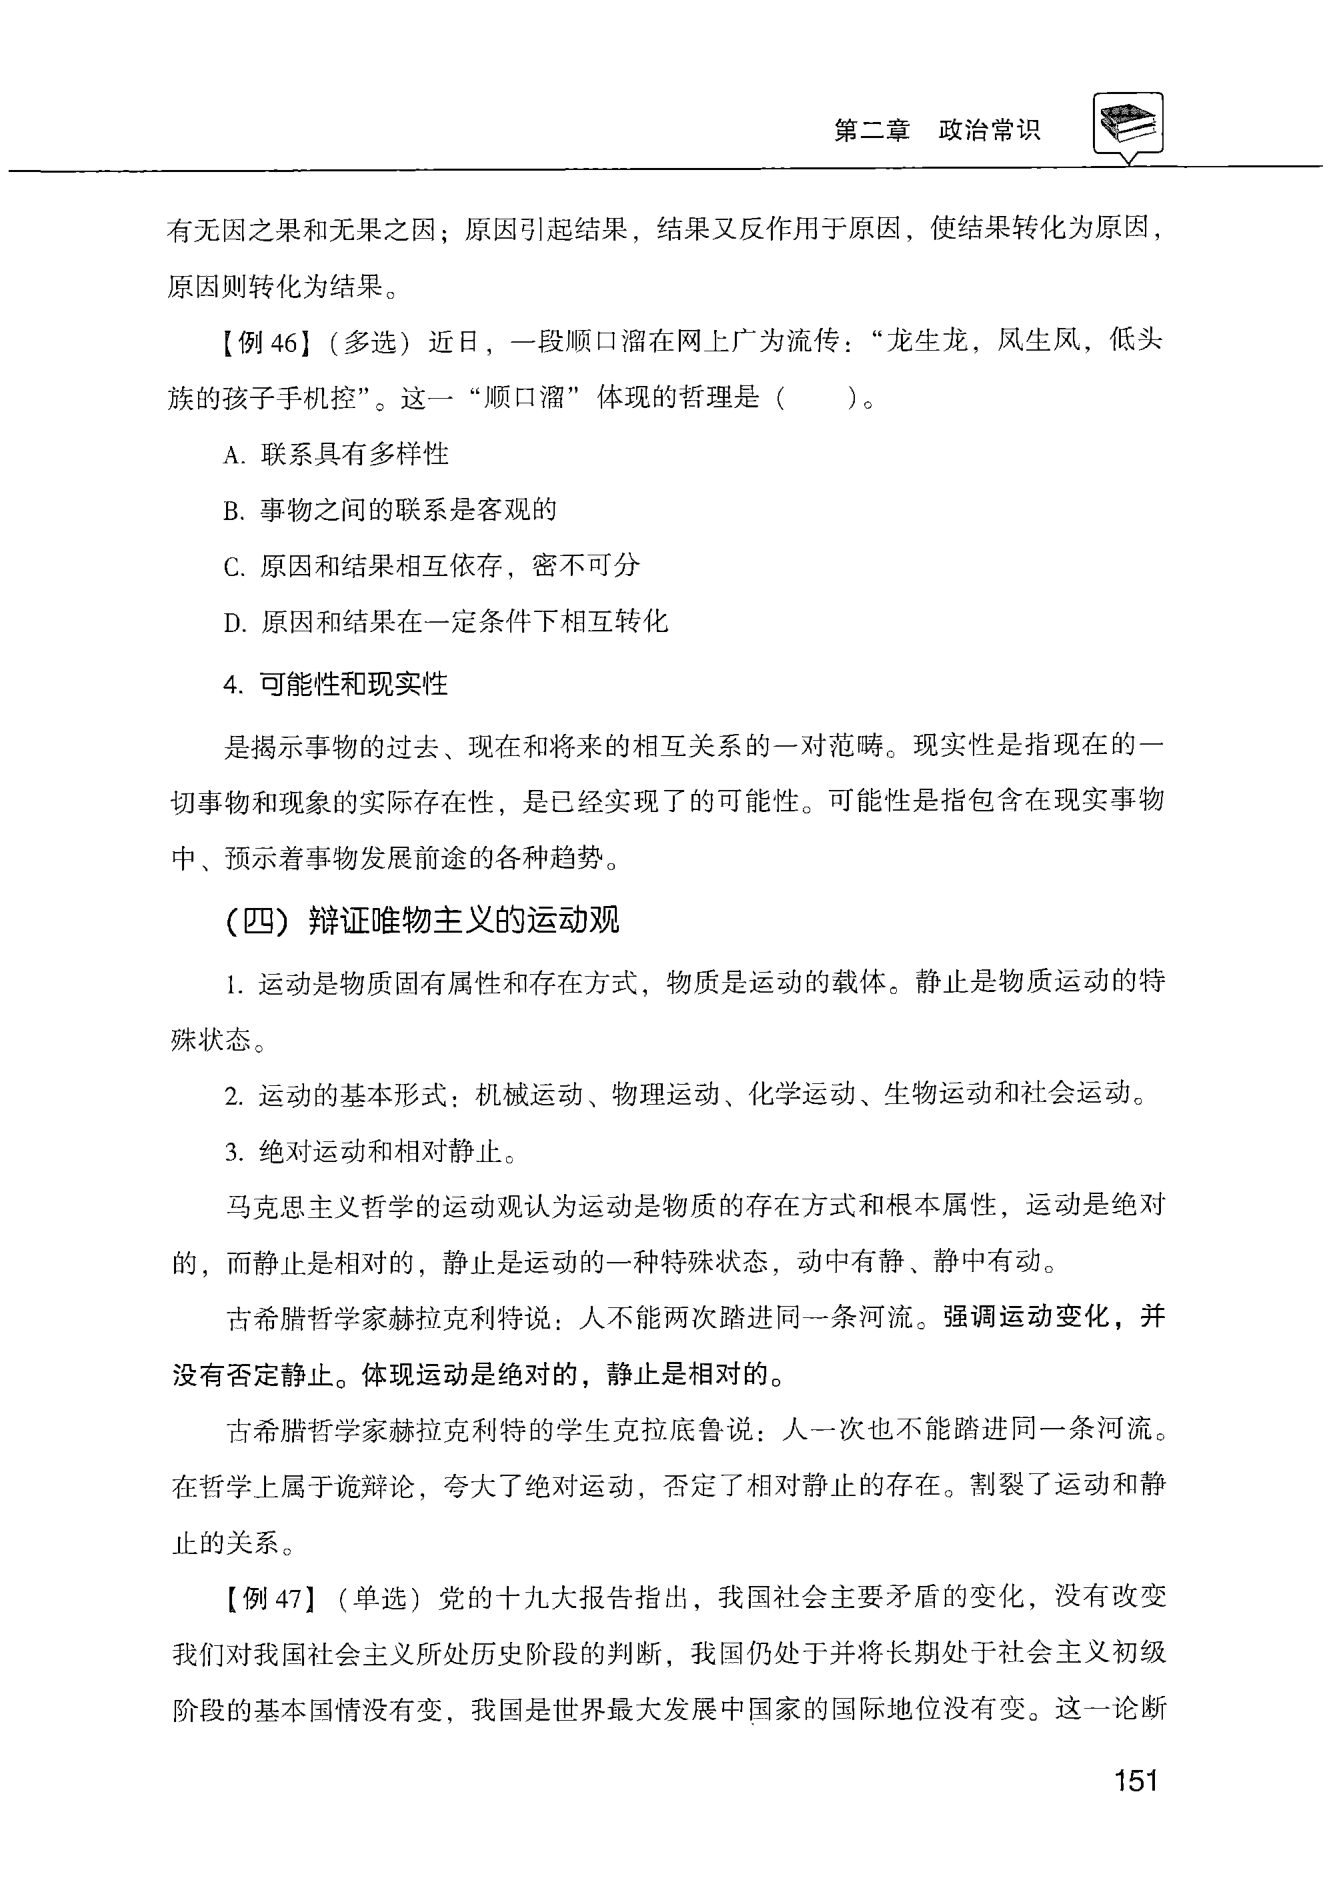 第二章 政治常识
有无因之果和无果之因；原因引起结果，结果又反作用于原因，使结果转化为原因，
原因则转化为结果。
【例 46】（多选）近日，一段顺口溜在网上广为流传：“龙生龙，凤生凤，低头
族的孩子手机控”。这一“顺口溜”体现的哲理是（　　）。
A. 联系具有多样性
B. 事物之间的联系是客观的
C. 原因和结果相互依存，密不可分
D. 原因和结果在一定条件下相互转化
4. 可能性和现实性
是揭示事物的过去、现在和将来的相互关系的一对范畴。现实性是指现在的一
切事物和现象的实际存在性，是已经实现了的可能性。可能性是指包含在现实事物
中、预示着事物发展前途的各种趋势。
（四）辩证唯物主义的运动观
1. 运动是物质固有属性和存在方式，物质是运动的载体。静止是物质运动的特
殊状态。
2. 运动的基本形式：机械运动、物理运动、化学运动、生物运动和社会运动。
3. 绝对运动和相对静止。
马克思主义哲学的运动观认为运动是物质的存在方式和根本属性，运动是绝对
的，而静止是相对的，静止是运动的一种特殊状态，动中有静、静中有动。
古希腊哲学家赫拉克利特说：人不能两次踏进同一条河流。强调运动变化，并
没有否定静止。体现运动是绝对的，静止是相对的。
古希腊哲学家赫拉克利特的学生克拉底鲁说：人一次也不能踏进同一条河流。
在哲学上属于诡辩论，夸大了绝对运动，否定了相对静止的存在。割裂了运动和静
止的关系。
【例 47】（单选）党的十九大报告指出，我国社会主要矛盾的变化，没有改变
我们对我国社会主义所处历史阶段的判断，我国仍处于并将长期处于社会主义初级
阶段的基本国情没有变，我国是世界最大发展中国家的国际地位没有变。这一论断
151